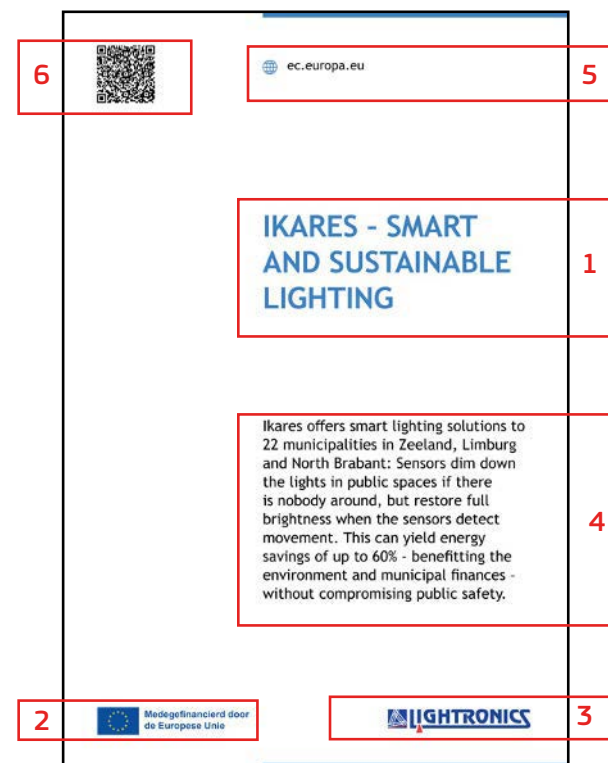 6
ec.europa.eu
5
IKARES – SMART
AND SUSTAINABLE
LIGHTING
1
Ikares offers smart lighting solutions to
22 municipalities in Zeeland, Limburg
and North Brabant: Sensors dim down
the lights in public spaces if there
is nobody around, but restore full
brightness when the sensors detect
movement. This can yield energy
savings of up to 60% - benefitting the
environment and municipal finances –
without compromising public safety.
4
2
Medegefinancierd door
de Europese Unie
LIGHTRONICS
3